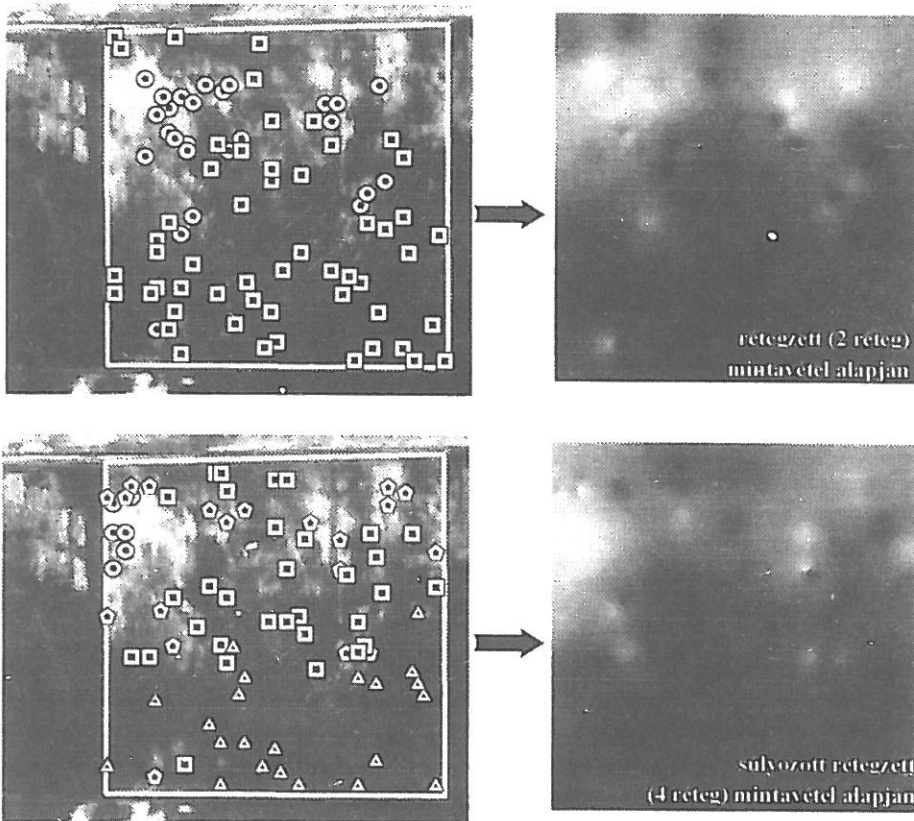 retegzett (2 reteg)
mintavetel alapjan
sulyozott retegzett
(4 reteg) mintavetel alapjan